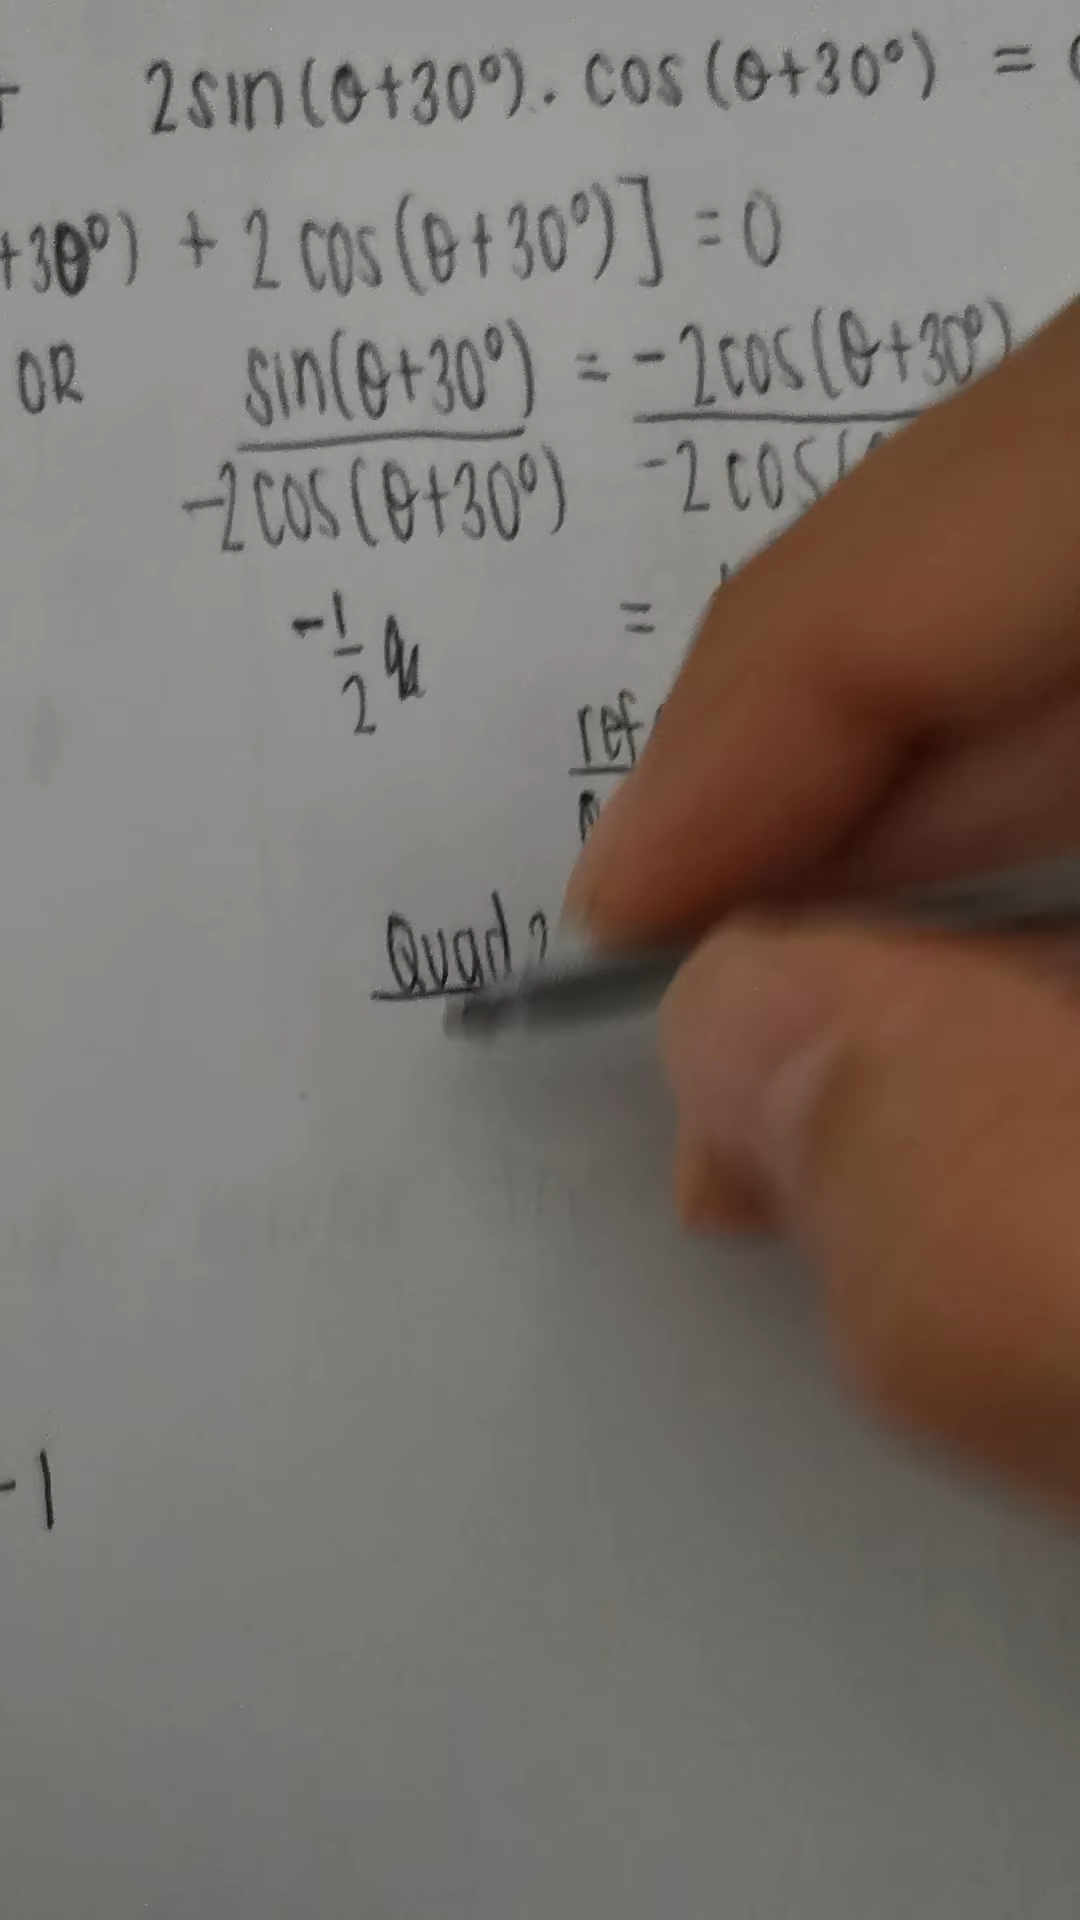 2sin(θ+30°). cos(θ+30°) =
+30°) + 2 cos(θ+30°)] = 0
OR sin(θ+30°) = -2cos(θ+30°)
-2cos(θ+30°) -2cos(
-1/2 =
ref
Quad 2
-1